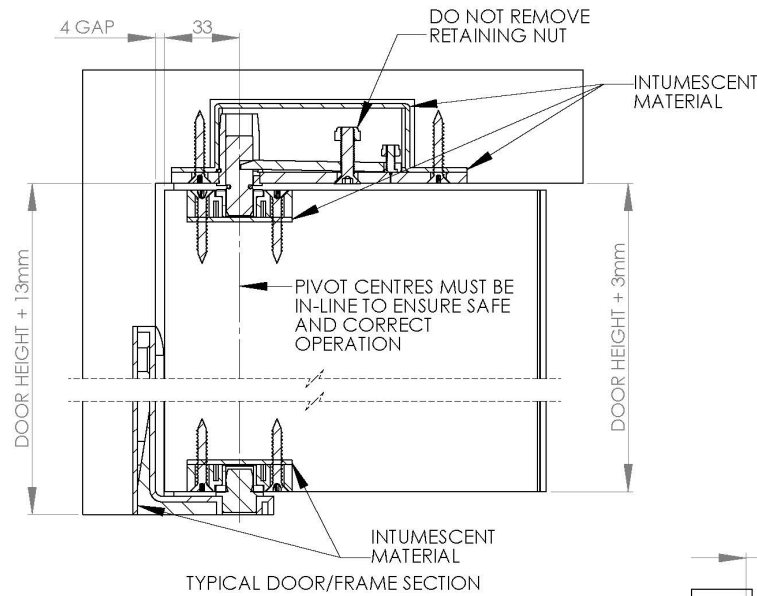 4 GAP
33
DO NOT REMOVE
RETAINING NUT
INTUMESCENT
MATERIAL
DOOR HEIGHT + 13mm
DOOR HEIGHT + 3mm
PIVOT CENTRES MUST BE
IN-LINE TO ENSURE SAFE
AND CORRECT
OPERATION
INTUMESCENT
MATERIAL
TYPICAL DOOR/FRAME SECTION